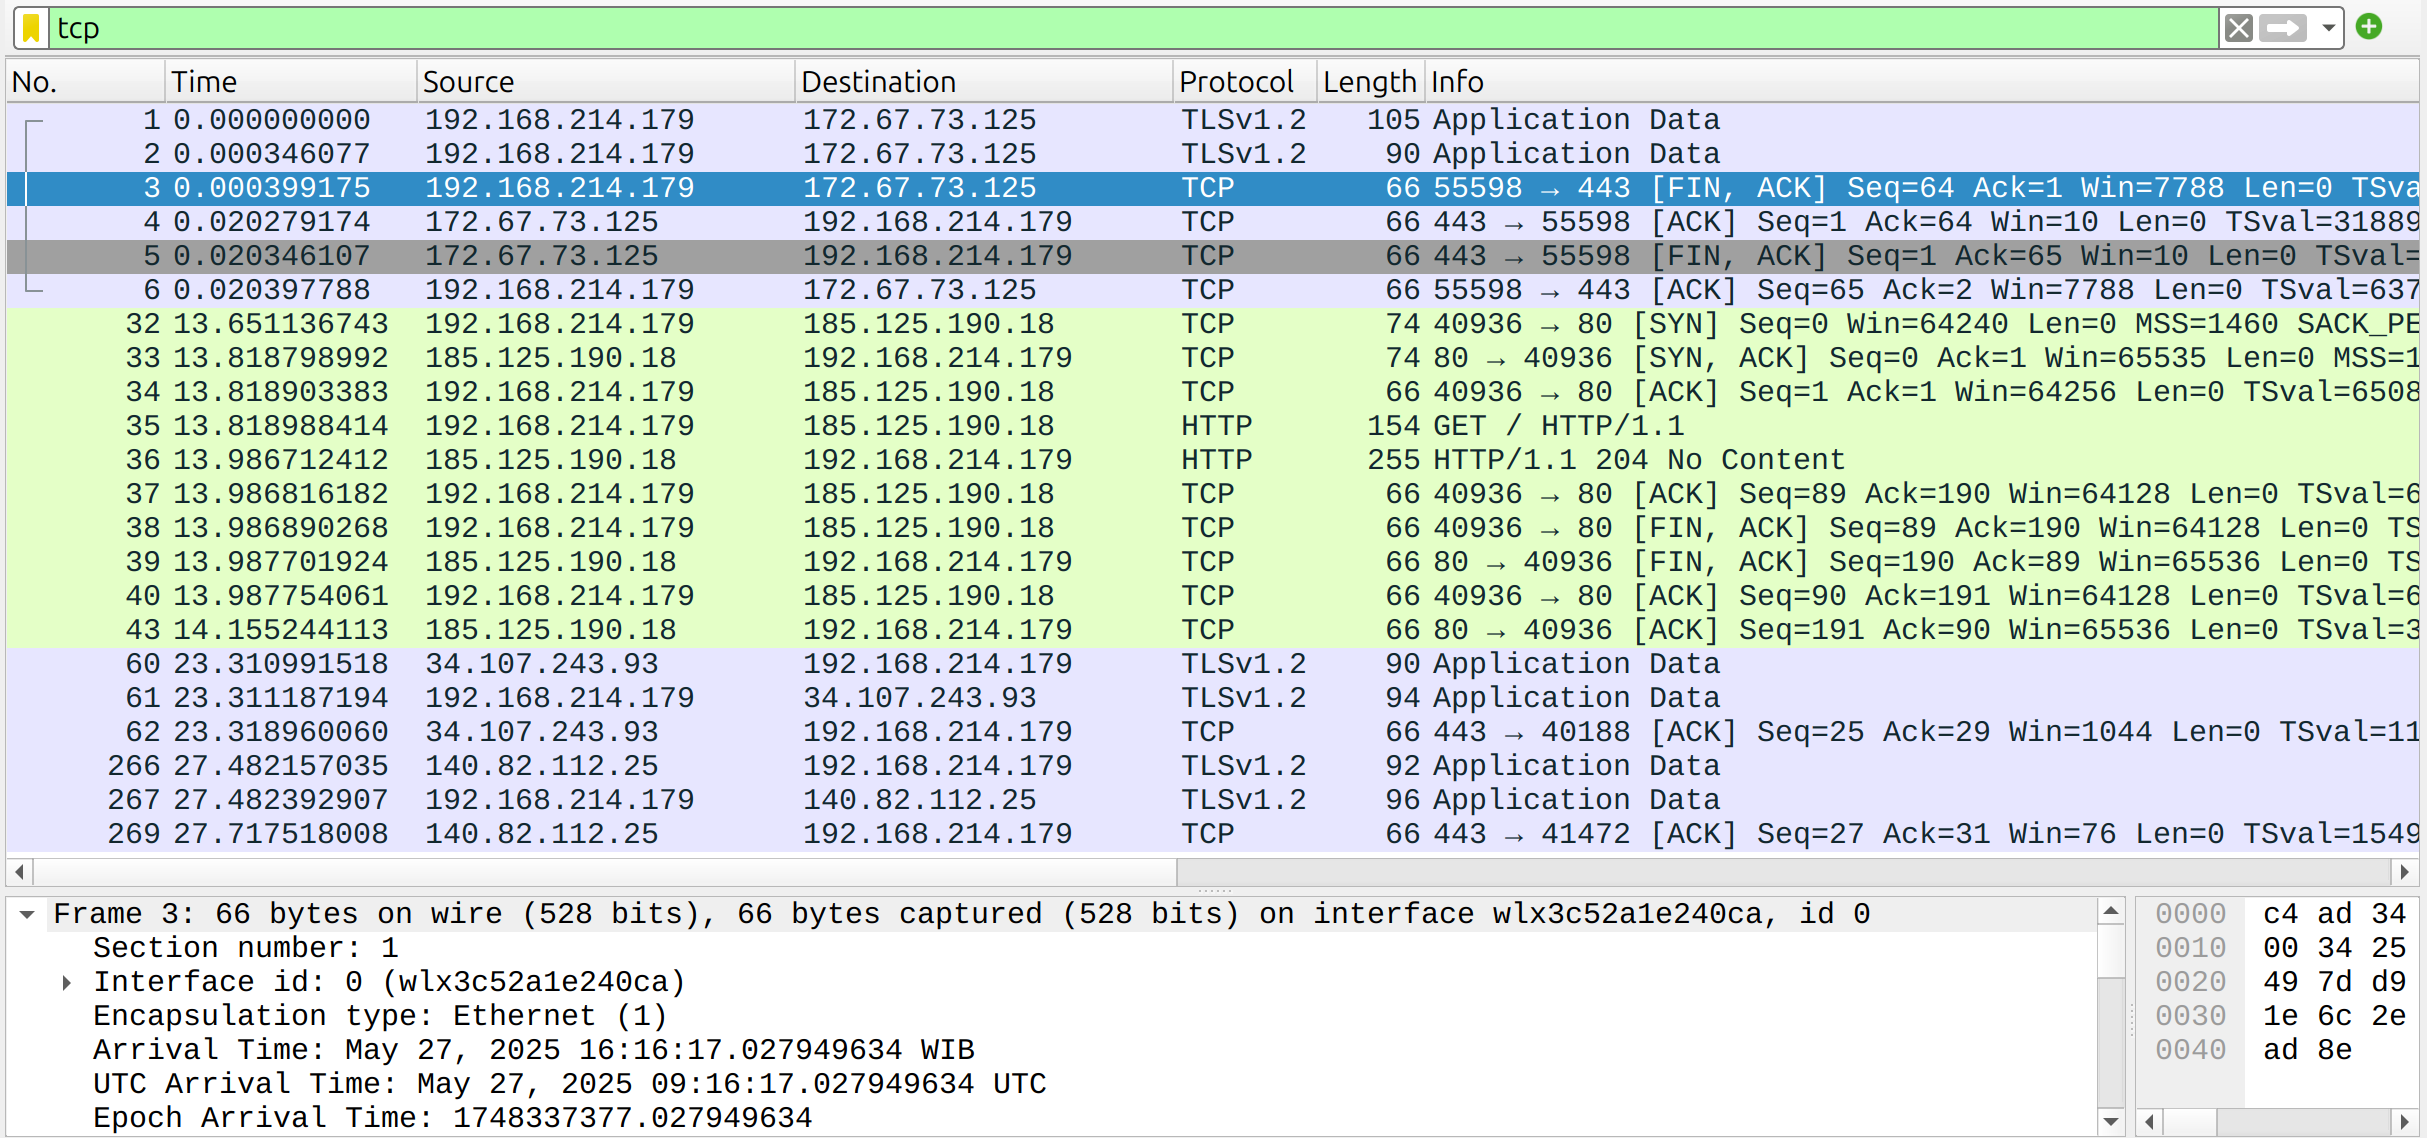 tcp
No. Time Source Destination Protocol Length Info
1 0.000000000 192.168.214.179 172.67.73.125 TLSv1.2 105 Application Data
2 0.000346077 192.168.214.179 172.67.73.125 TLSv1.2 90 Application Data
3 0.000399175 192.168.214.179 172.67.73.125 TCP 66 55598 → 443 [FIN, ACK] Seq=64 Ack=1 Win=7788 Len=0 TSva
4 0.020279174 172.67.73.125 192.168.214.179 TCP 66 443 → 55598 [ACK] Seq=1 Ack=64 Win=10 Len=0 TSval=31889
5 0.020346107 172.67.73.125 192.168.214.179 TCP 66 443 → 55598 [FIN, ACK] Seq=1 Ack=65 Win=10 Len=0 TSval=
6 0.020397788 192.168.214.179 172.67.73.125 TCP 66 55598 → 443 [ACK] Seq=65 Ack=2 Win=7788 Len=0 TSval=637
32 13.651136743 192.168.214.179 185.125.190.18 TCP 74 40936 → 80 [SYN] Seq=0 Win=64240 Len=0 MSS=1460 SACK_PE
33 13.818798992 185.125.190.18 192.168.214.179 TCP 74 80 → 40936 [SYN, ACK] Seq=0 Ack=1 Win=65535 Len=0 MSS=1
34 13.818903383 192.168.214.179 185.125.190.18 TCP 66 40936 → 80 [ACK] Seq=1 Ack=1 Win=64256 Len=0 TSval=6508
35 13.818988414 192.168.214.179 185.125.190.18 HTTP 154 GET / HTTP/1.1
36 13.986712412 185.125.190.18 192.168.214.179 HTTP 255 HTTP/1.1 204 No Content
37 13.986816182 192.168.214.179 185.125.190.18 TCP 66 40936 → 80 [ACK] Seq=89 Ack=190 Win=64128 Len=0 TSval=6
38 13.986890268 192.168.214.179 185.125.190.18 TCP 66 40936 → 80 [FIN, ACK] Seq=89 Ack=190 Win=64128 Len=0 TS
39 13.987701924 185.125.190.18 192.168.214.179 TCP 66 80 → 40936 [FIN, ACK] Seq=190 Ack=89 Win=65536 Len=0 TS
40 13.987754061 192.168.214.179 185.125.190.18 TCP 66 40936 → 80 [ACK] Seq=90 Ack=191 Win=64128 Len=0 TSval=6
43 14.155244113 185.125.190.18 192.168.214.179 TCP 66 80 → 40936 [ACK] Seq=191 Ack=90 Win=65536 Len=0 TSval=3
60 23.310991518 34.107.243.93 192.168.214.179 TLSv1.2 90 Application Data
61 23.311187194 192.168.214.179 34.107.243.93 TLSv1.2 94 Application Data
62 23.318960060 34.107.243.93 192.168.214.179 TCP 66 443 → 40188 [ACK] Seq=25 Ack=29 Win=1044 Len=0 TSval=11
266 27.482157035 140.82.112.25 192.168.214.179 TLSv1.2 92 Application Data
267 27.482392907 192.168.214.179 140.82.112.25 TLSv1.2 96 Application Data
269 27.717518008 140.82.112.25 192.168.214.179 TCP 66 443 → 41472 [ACK] Seq=27 Ack=31 Win=76 Len=0 TSval=1549
Frame 3: 66 bytes on wire (528 bits), 66 bytes captured (528 bits) on interface wlx3c52a1e240ca, id 0
Section number: 1
Interface id: 0 (wlx3c52a1e240ca)
Encapsulation type: Ethernet (1)
Arrival Time: May 27, 2025 16:16:17.027949634 WIB
UTC Arrival Time: May 27, 2025 09:16:17.027949634 UTC
Epoch Arrival Time: 1748337377.027949634
0000 c4 ad 34
0010 00 34 25
0020 49 7d d9
0030 1e 6c 2e
0040 ad 8e